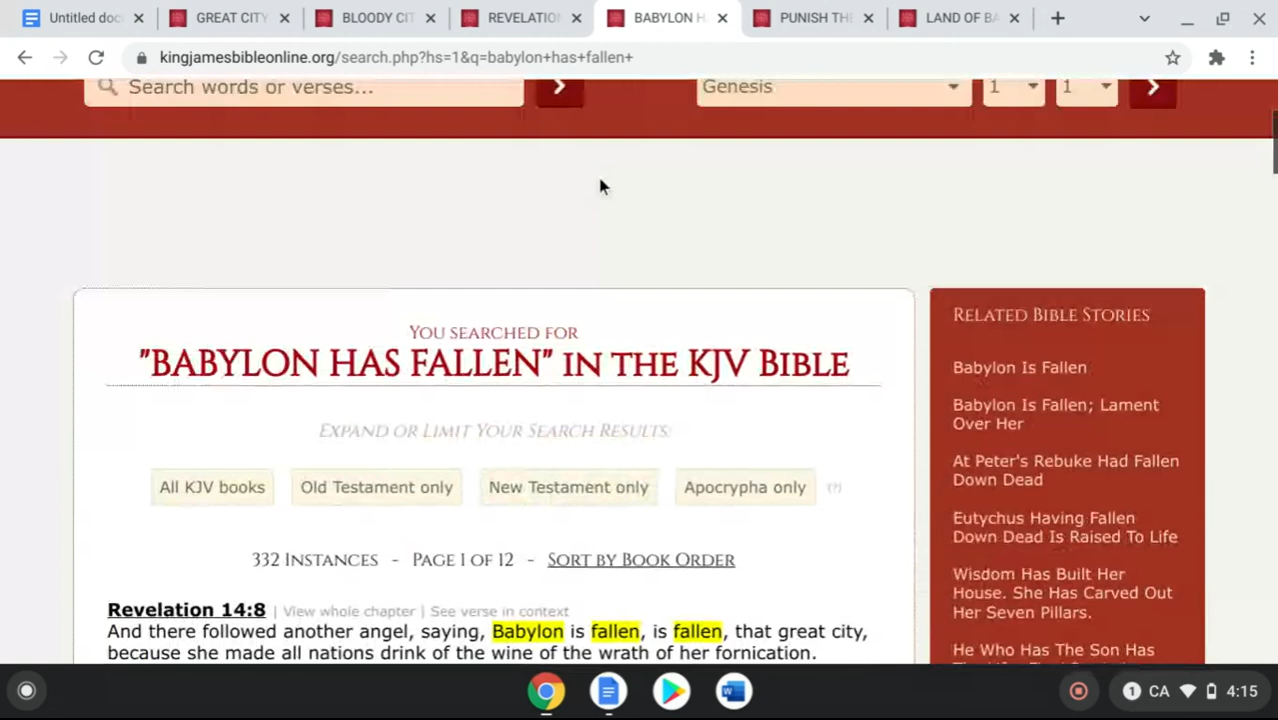 Untitled doc
GREAT CITY
BLOODY CIT
REVELATIO
BABYLON H
PUNISH THE
LAND OF BA
kingjamesbibleonline.org/search.php?hs=1&q=babylon+has+fallen+
Search words or verses...
Genesis
1
1
YOU SEARCHED FOR
"BABYLON HAS FALLEN" IN THE KJV BIBLE
EXPAND OR LIMIT YOUR SEARCH RESULTS:
All KJV books
Old Testament only
New Testament only
Apocrypha only
(?)
332 INSTANCES - PAGE 1 OF 12 - SORT BY BOOK ORDER
Revelation 14:8 | View whole chapter | See verse in context
And there followed another angel, saying, Babylon is fallen, is fallen, that great city,
because she made all nations drink of the wine of the wrath of her fornication.
RELATED BIBLE STORIES
Babylon Is Fallen
Babylon Is Fallen; Lament
Over Her
At Peter's Rebuke Had Fallen
Down Dead
Eutychus Having Fallen
Down Dead Is Raised To Life
Wisdom Has Built Her
House. She Has Carved Out
Her Seven Pillars.
He Who Has The Son Has
1 CA 4:15